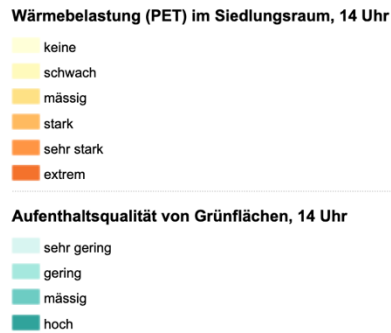 Wärmebelastung (PET) im Siedlungsraum, 14 Uhr
keine
schwach
mässig
stark
sehr stark
extrem
Aufenthaltsqualität von Grünflächen, 14 Uhr
sehr gering
gering
mässig
hoch